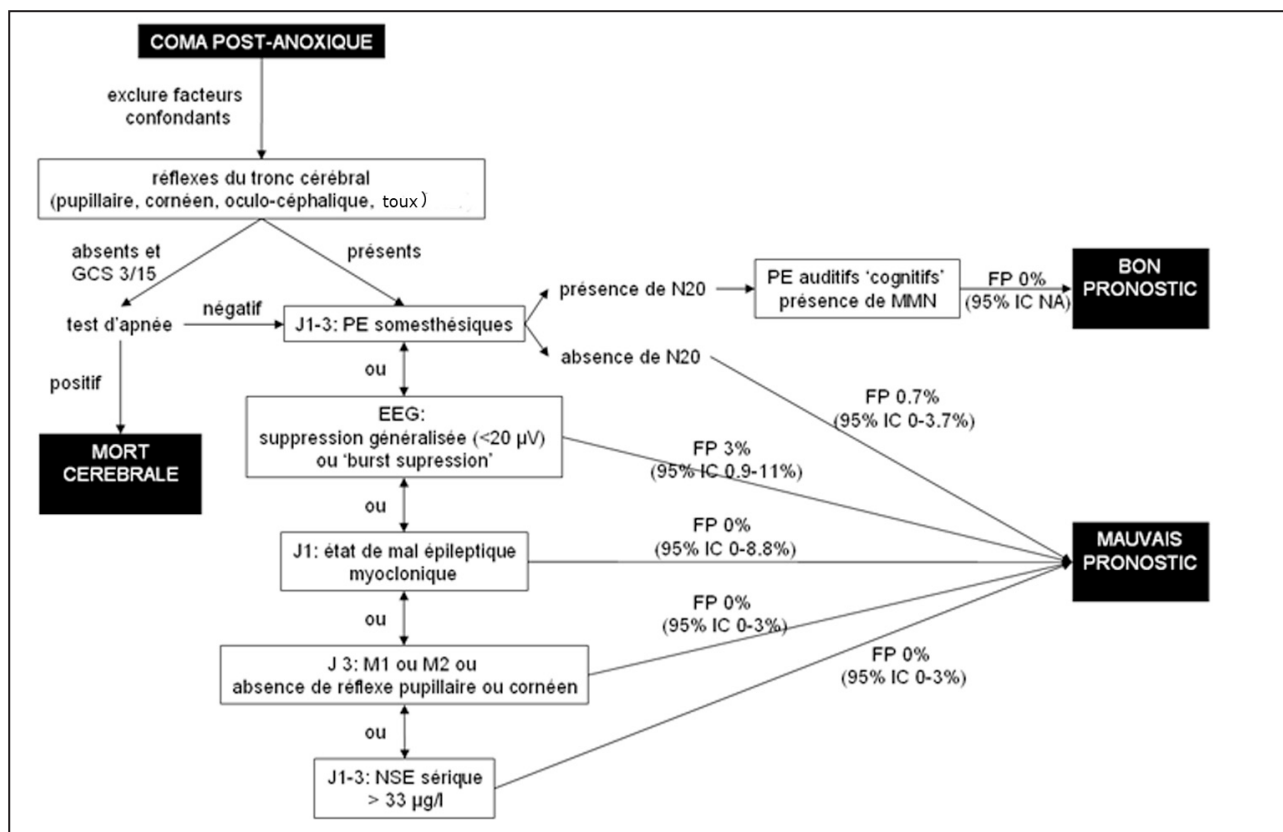 COMA POST-ANOXIQUE
exclure facteurs
confondants
réflexes du tronc cérébral
(pupillaire, cornéen, oculo-céphalique, toux)
absents et
GCS 3/15
présents
test d'apnée
négatif
positif
MORT
CEREBRALE
J1-3: PE somesthésiques
présence de N20
absence de N20
PE auditifs 'cognitifs'
présence de MMN
FP 0%
(95% IC NA)
BON
PRONOSTIC
ou
EEG:
suppression généralisée (<20 µV)
ou 'burst supression'
FP 0.7%
(95% IC 0-3.7%)
FP 3%
(95% IC 0.9-11%)
ou
J1: état de mal épileptique
myoclonique
FP 0%
(95% IC 0-8.8%)
MAUVAIS
PRONOSTIC
ou
J 3: M1 ou M2 ou
absence de réflexe pupillaire ou cornéen
FP 0%
(95% IC 0-3%)
ou
J1-3: NSE sérique
> 33 µg/l
FP 0%
(95% IC 0-3%)